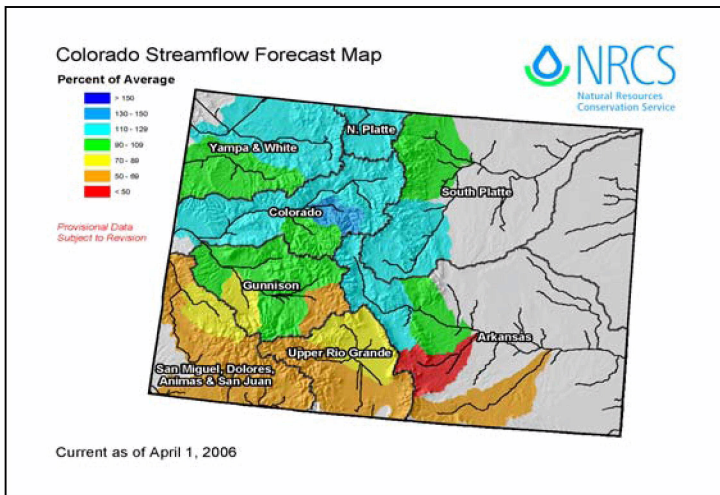 Colorado Streamflow Forecast Map
NRCS
Natural Resources
Conservation Service
Percent of Average
> 150
130 - 150
110 - 129
90 - 109
70 - 89
50 - 69
< 50
Provisional Data
Subject to Revision
N. Platte
Yampa & White
South Platte
Colorado
Gunnison
Arkansas
Upper Rio Grande
San Miguel, Dolores,
Animas & San Juan
Current as of April 1, 2006